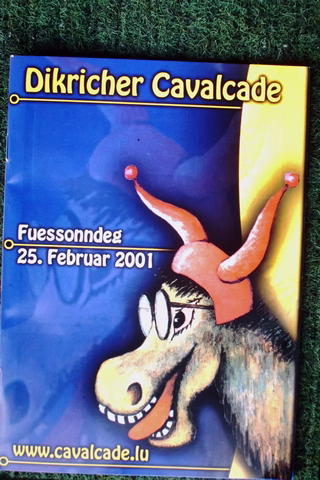 Dikricher Cavalcade
Fuessonndeg
25. Februar 2001
www.cavalcade.lu